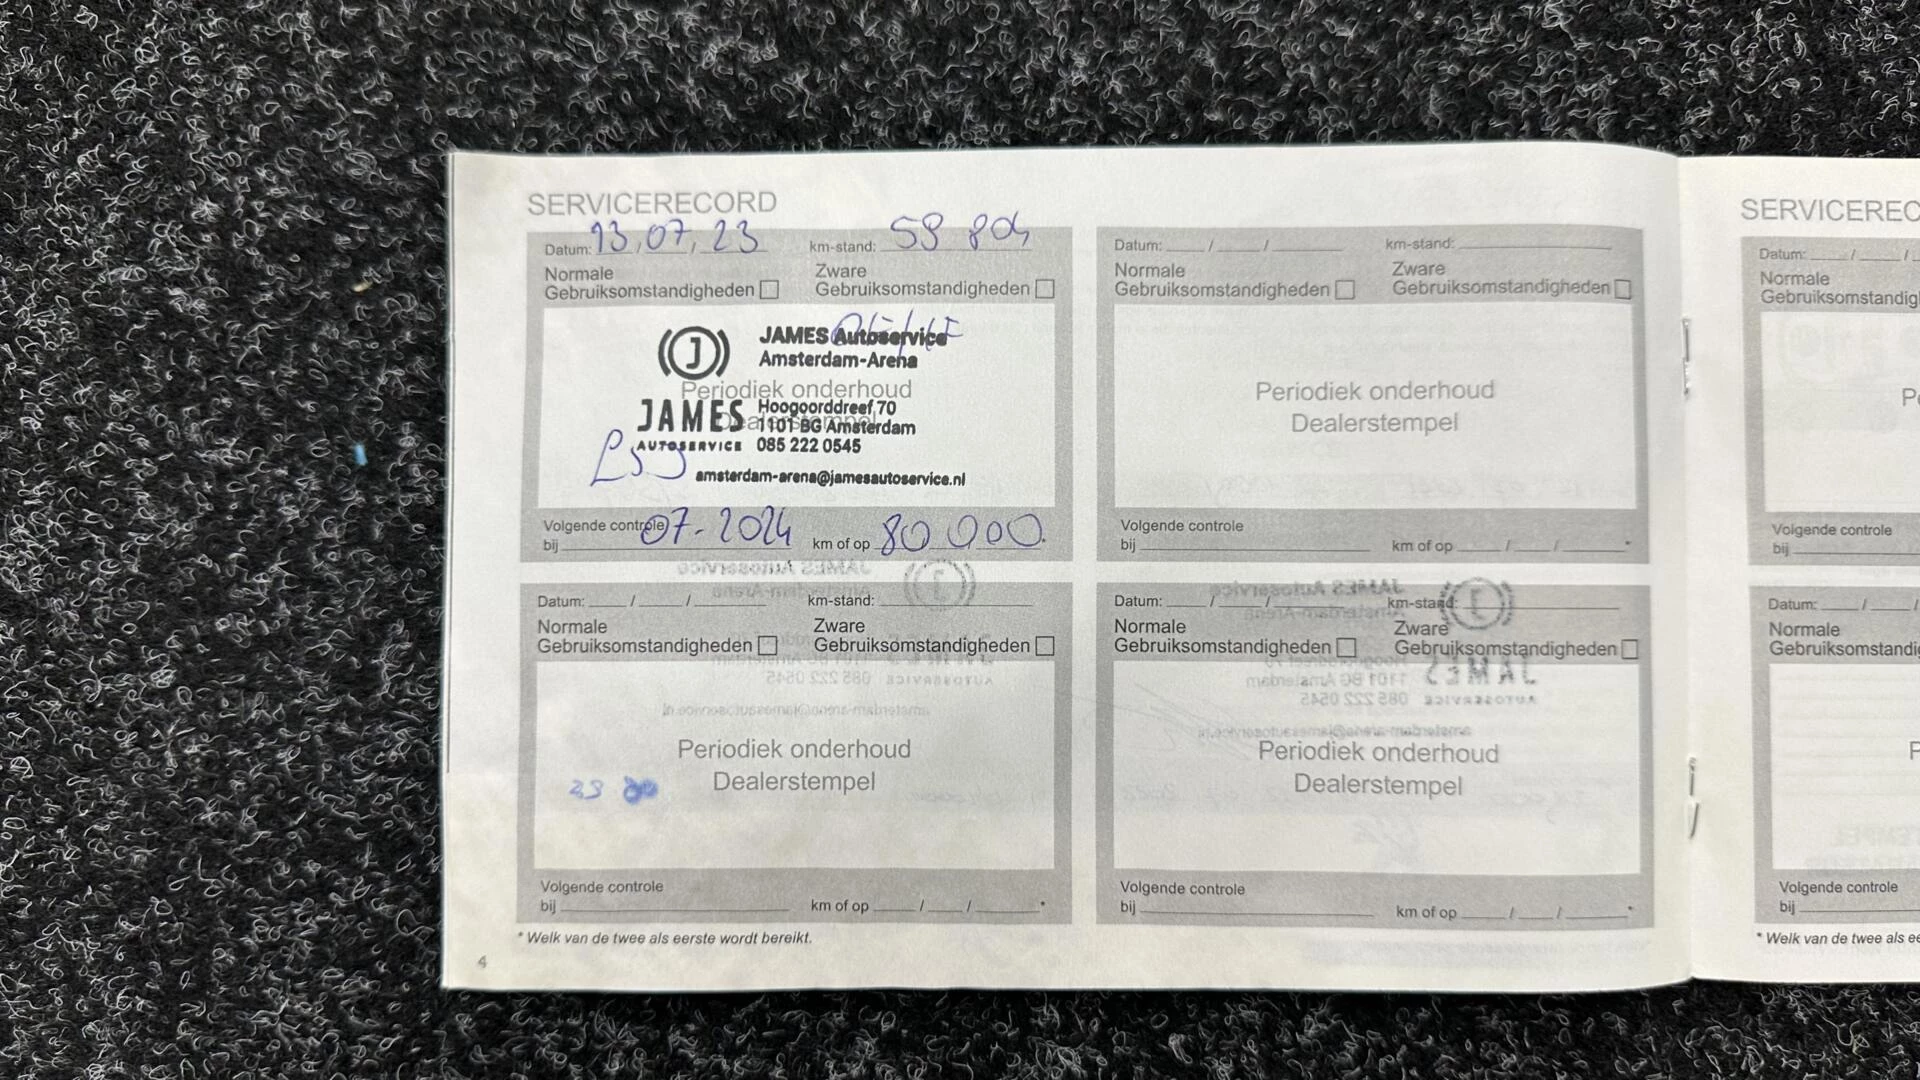 SERVICERECORD
Datum: 13,07,23 km-stand:
Normale Zware
Gebruiksomstandigheden Gebruiksomstandigheden
JAMES Autoservice
Amsterdam-Arena
Periodiek onderhoud
Dealerstempel
JAMES
AUTOSERVICE
Hoogoorddreef 70
1101 BG Amsterdam
085 222 0545
amsterdam-arena@jamesautoservice.nl
Volgende controle
bij 07-2024 km of op 80 000.
Datum: / / km-stand:
Normale Zware
Gebruiksomstandigheden Gebruiksomstandigheden
Periodiek onderhoud
Dealerstempel
Volgende controle
bij km of op / / *
Datum: / / km-stand:
Normale Zware
Gebruiksomstandigheden Gebruiksomstandigheden
Periodiek onderhoud
Dealerstempel
Volgende controle
bij km of op / / *
Datum: / / km-stand:
Normale Zware
Gebruiksomstandigheden Gebruiksomstandigheden
Periodiek onderhoud
Dealerstempel
Volgende controle
bij km of op / / *
* Welk van de twee als eerste wordt bereikt.
4
SERVICEREC
Datum: / /
Normale
Gebruiksomstandig
Volgende controle
bij
Datum: / /
Normale
Gebruiksomstandig
Volgende controle
bij
* Welk van de twee als ee